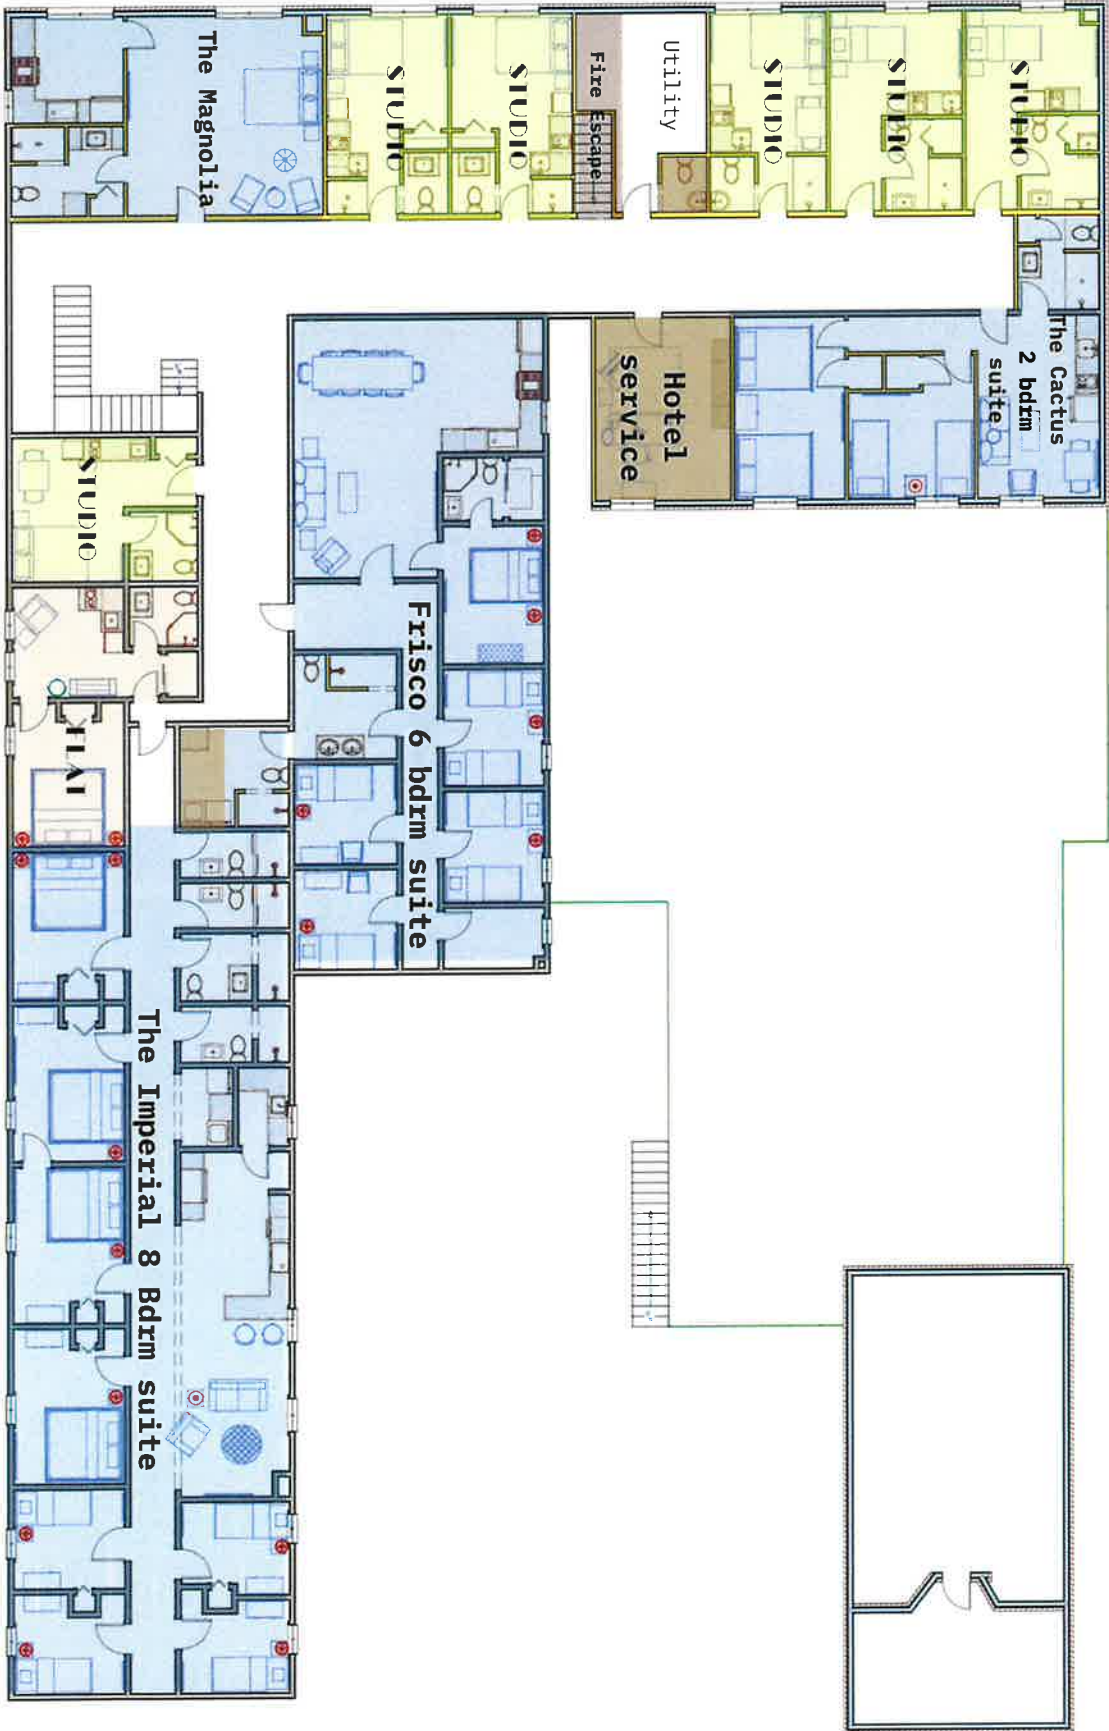 STUDIO
The Cactus
2 bdrm
suite
STUDIO
STUDIO
Utility
Hotel
service
Fire Escape
STUDIO
STUDIO
Frisco 6 bdrm suite
The Magnolia
The Imperial 8 Bdrm suite
STUDIO
FLAT